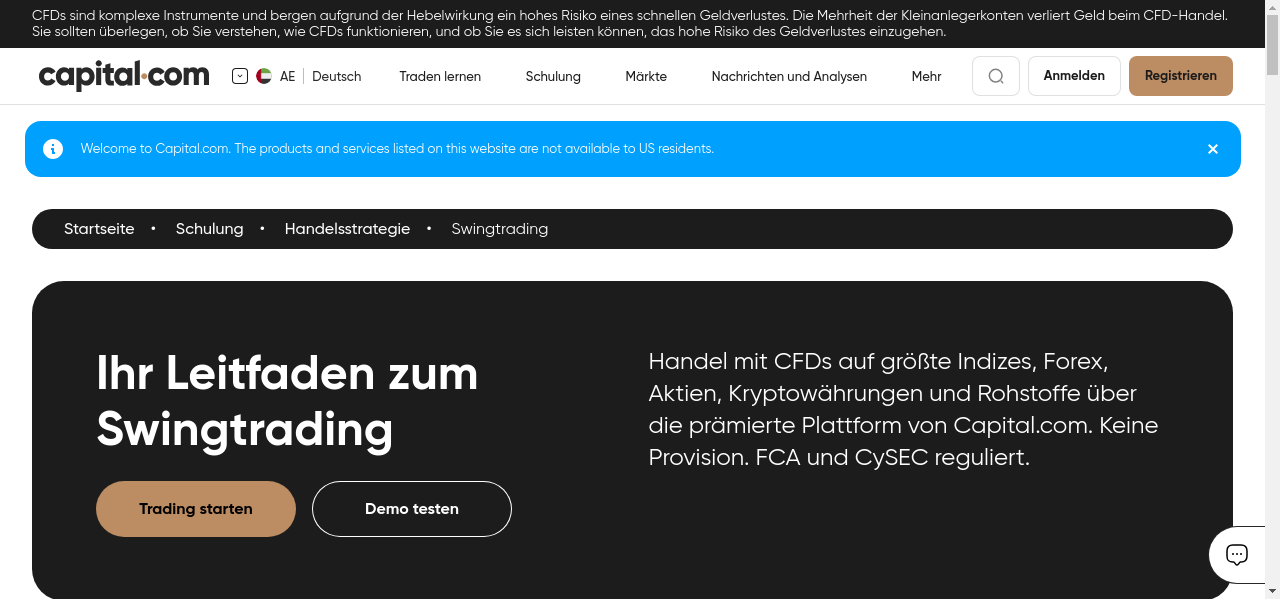 CFDs sind komplexe Instrumente und bergen aufgrund der Hebelwirkung ein hohes Risiko eines schnellen Geldverlustes. Die Mehrheit der Kleinanlegerkonten verliert Geld beim CFD-Handel.
Sie sollten überlegen, ob Sie verstehen, wie CFDs funktionieren, und ob Sie es sich leisten können, das hohe Risiko des Geldverlustes einzugehen.
capital.com AE Deutsch Traden lernen Schulung Märkte Nachrichten und Analysen Mehr Anmelden Registrieren
Welcome to Capital.com. The products and services listed on this website are not available to US residents.
Startseite • Schulung • Handelsstrategie • Swingtrading
Ihr Leitfaden zum
Swingtrading
Trading starten Demo testen
Handel mit CFDs auf größte Indizes, Forex,
Aktien, Kryptowährungen und Rohstoffe über
die prämierte Plattform von Capital.com. Keine
Provision. FCA und CySEC reguliert.